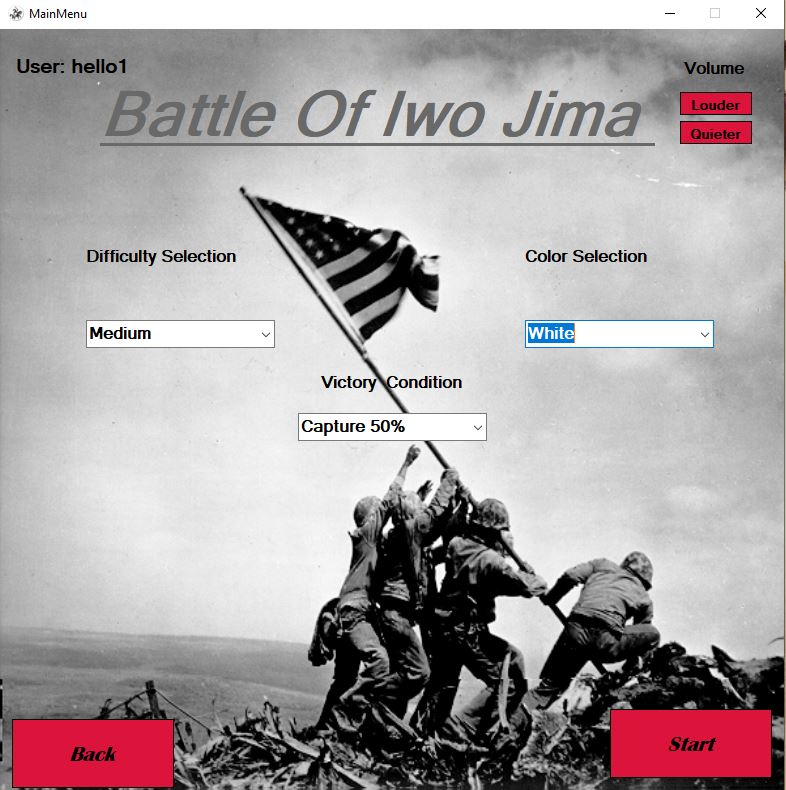 MainMenu
User: hello1
Volume
Battle Of Iwo Jima
Louder
Quieter
Difficulty Selection
Color Selection
Medium
White
Victory Condition
Capture 50%
Back
Start